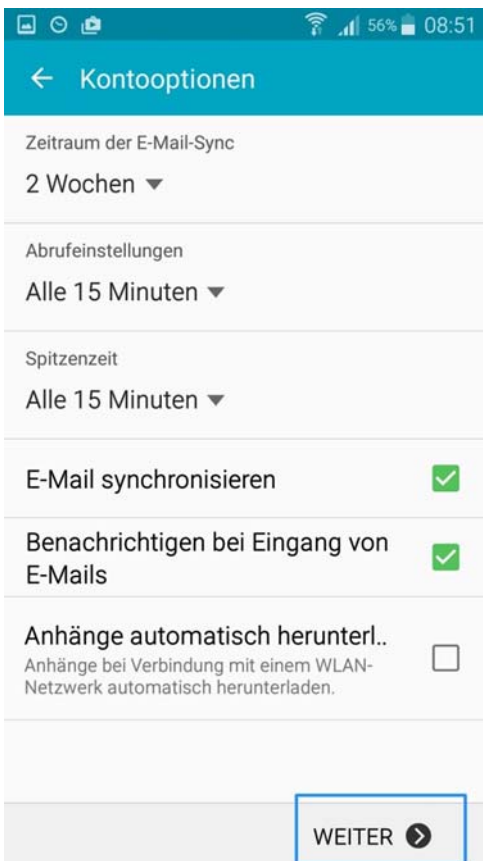 56% 08:51
Kontooptionen
Zeitraum der E-Mail-Sync
2 Wochen
Abrufeinstellungen
Alle 15 Minuten
Spitzenzeit
Alle 15 Minuten
E-Mail synchronisieren
Benachrichtigen bei Eingang von
E-Mails
Anhänge automatisch herunterl..
Anhänge bei Verbindung mit einem WLAN-
Netzwerk automatisch herunterladen.
WEITER